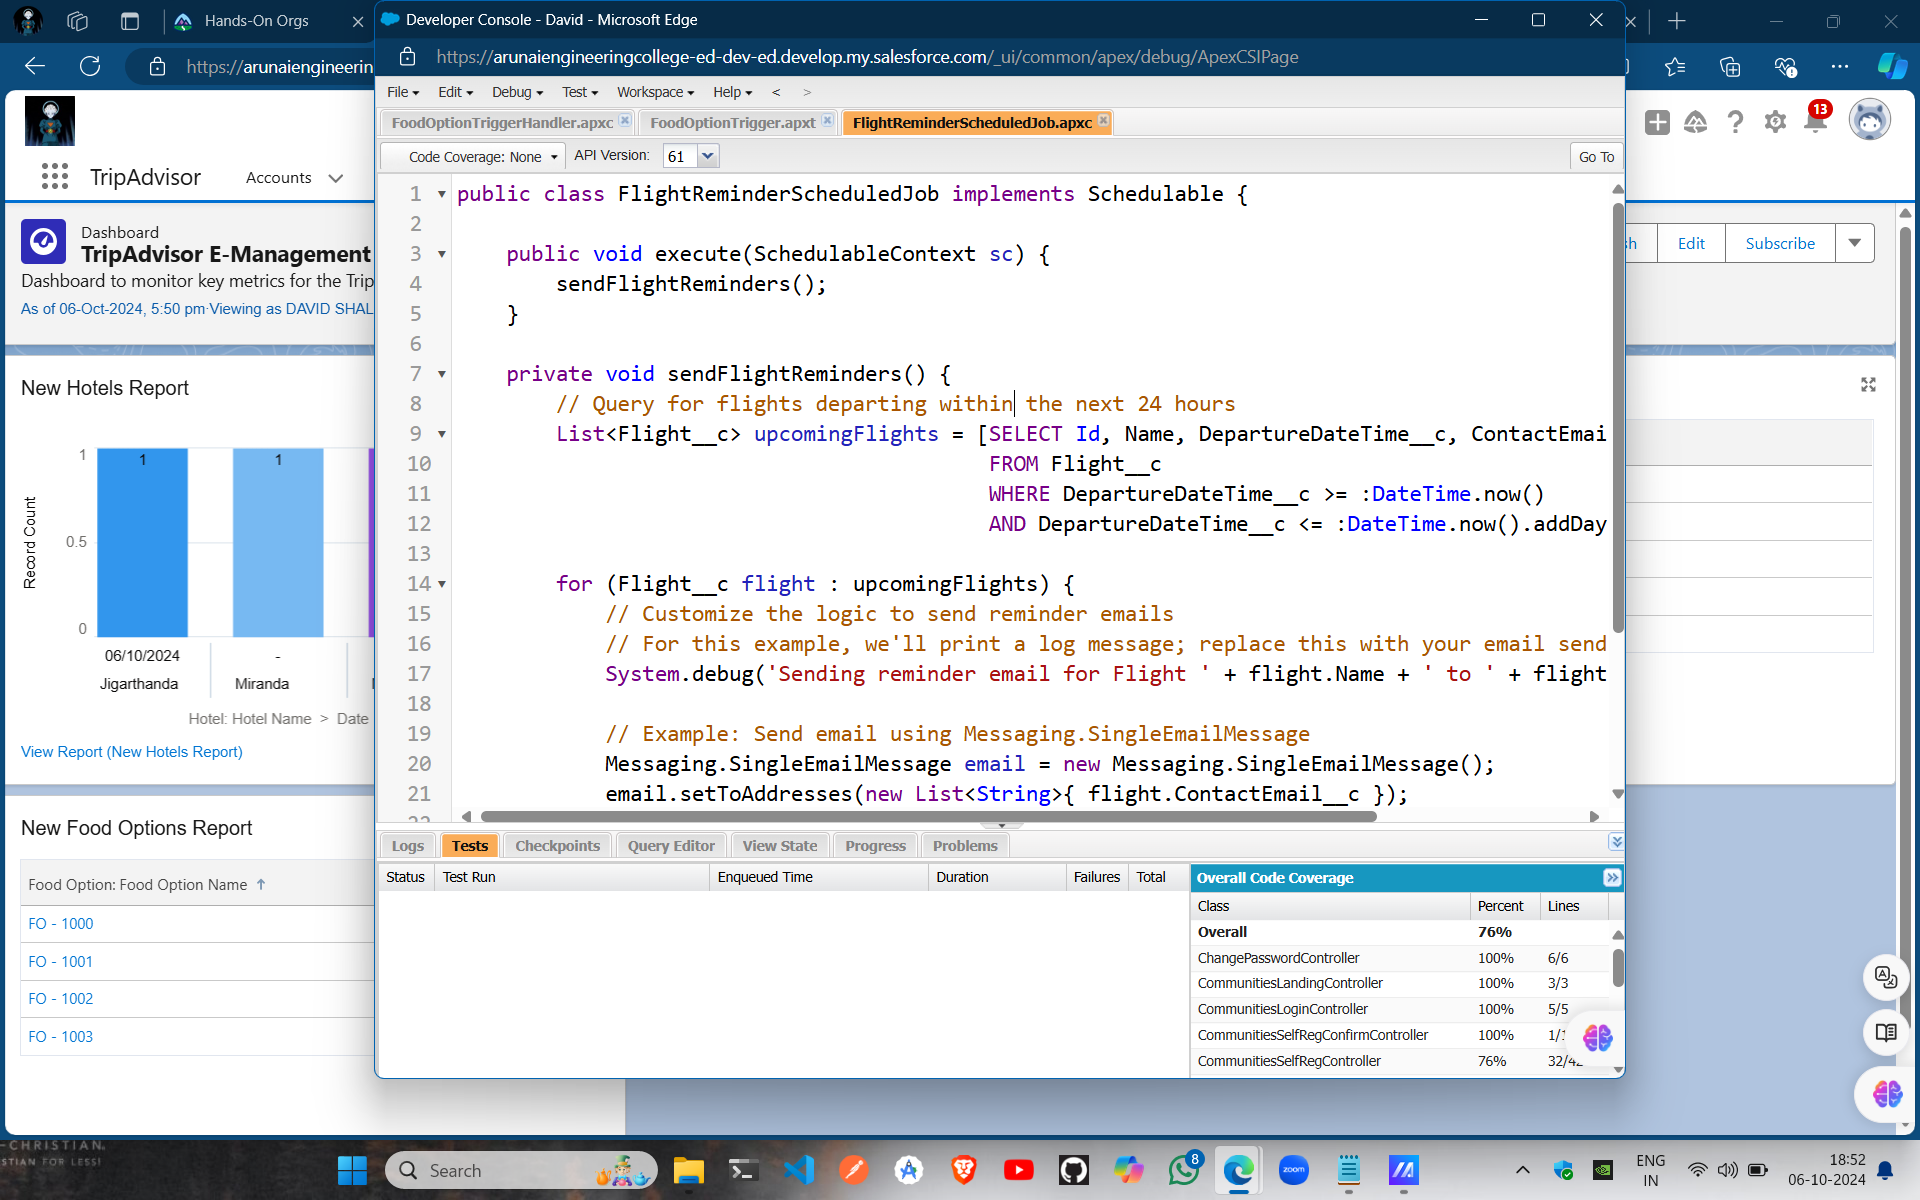 Hands-On Orgs
Developer Console - David - Microsoft Edge
https://arunaiengineerin
https://arunaiengineeringcollege-ed-dev-ed.develop.my.salesforce.com/_ui/common/apex/debug/ApexCSIPage
File Edit Debug Test Workspace Help < >
FoodOptionTriggerHandler.apxc FoodOptionTrigger.apxt FlightReminderScheduledJob.apxc
Code Coverage: None API Version: 61 Go To
13
TripAdvisor Accounts
Dashboard
TripAdvisor E-Management
Dashboard to monitor key metrics for the Trip
As of 06-Oct-2024, 5:50 pm·Viewing as DAVID SHAL
Edit Subscribe
1 public class FlightReminderScheduledJob implements Schedulable {
2
3 public void execute(SchedulableContext sc) {
4 sendFlightReminders();
5 }
6
7 private void sendFlightReminders() {
8 // Query for flights departing within the next 24 hours
9 List<Flight__c> upcomingFlights = [SELECT Id, Name, DepartureDateTime__c, ContactEmai
10 FROM Flight__c
11 WHERE DepartureDateTime__c >= :DateTime.now()
12 AND DepartureDateTime__c <= :DateTime.now().addDay
13
14 for (Flight__c flight : upcomingFlights) {
15 // Customize the logic to send reminder emails
16 // For this example, we'll print a log message; replace this with your email send
17 System.debug('Sending reminder email for Flight ' + flight.Name + ' to ' + flight
18
19 // Example: Send email using Messaging.SingleEmailMessage
20 Messaging.SingleEmailMessage email = new Messaging.SingleEmailMessage();
21 email.setToAddresses(new List<String>{ flight.ContactEmail__c });
New Hotels Report
Record Count
1
0.5
0
1 1
06/10/2024 -
Jigarthanda Miranda
Hotel: Hotel Name > Date
View Report (New Hotels Report)
New Food Options Report
Food Option: Food Option Name ↑
FO - 1000
FO - 1001
FO - 1002
FO - 1003
Logs Tests Checkpoints Query Editor View State Progress Problems
Status Test Run Enqueued Time Duration Failures Total
Overall Code Coverage
Class Percent Lines
Overall 76%
ChangePasswordController 100% 6/6
CommunitiesLandingController 100% 3/3
CommunitiesLoginController 100% 5/5
CommunitiesSelfRegConfirmController 100% 1/1
CommunitiesSelfRegController 76% 32/42
CHRISTIAN.
STIAN FOR LESS!
Search
8
zoom
ENG
IN
18:52
06-10-2024